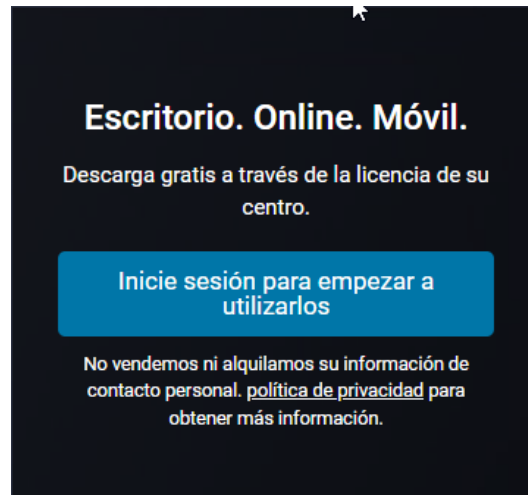 Escritorio. Online. Móvil.
Descarga gratis a través de la licencia de su
centro.
Inicie sesión para empezar a
utilizarlos
No vendemos ni alquilamos su información de
contacto personal. política de privacidad para
obtener más información.